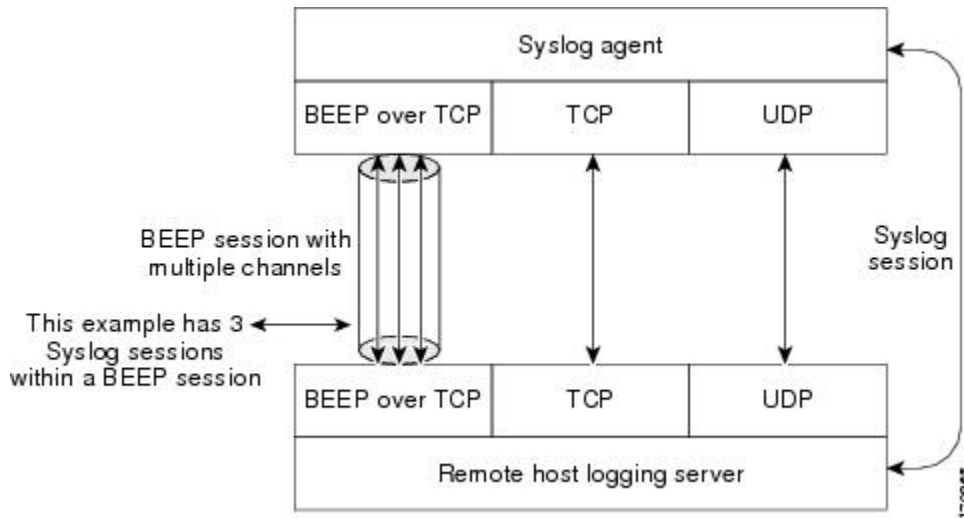 Syslog agent
BEEP over TCP
TCP
UDP
BEEP session with
multiple channels
Syslog
session
This example has 3
Syslog sessions
within a BEEP session
BEEP over TCP
TCP
UDP
Remote host logging server